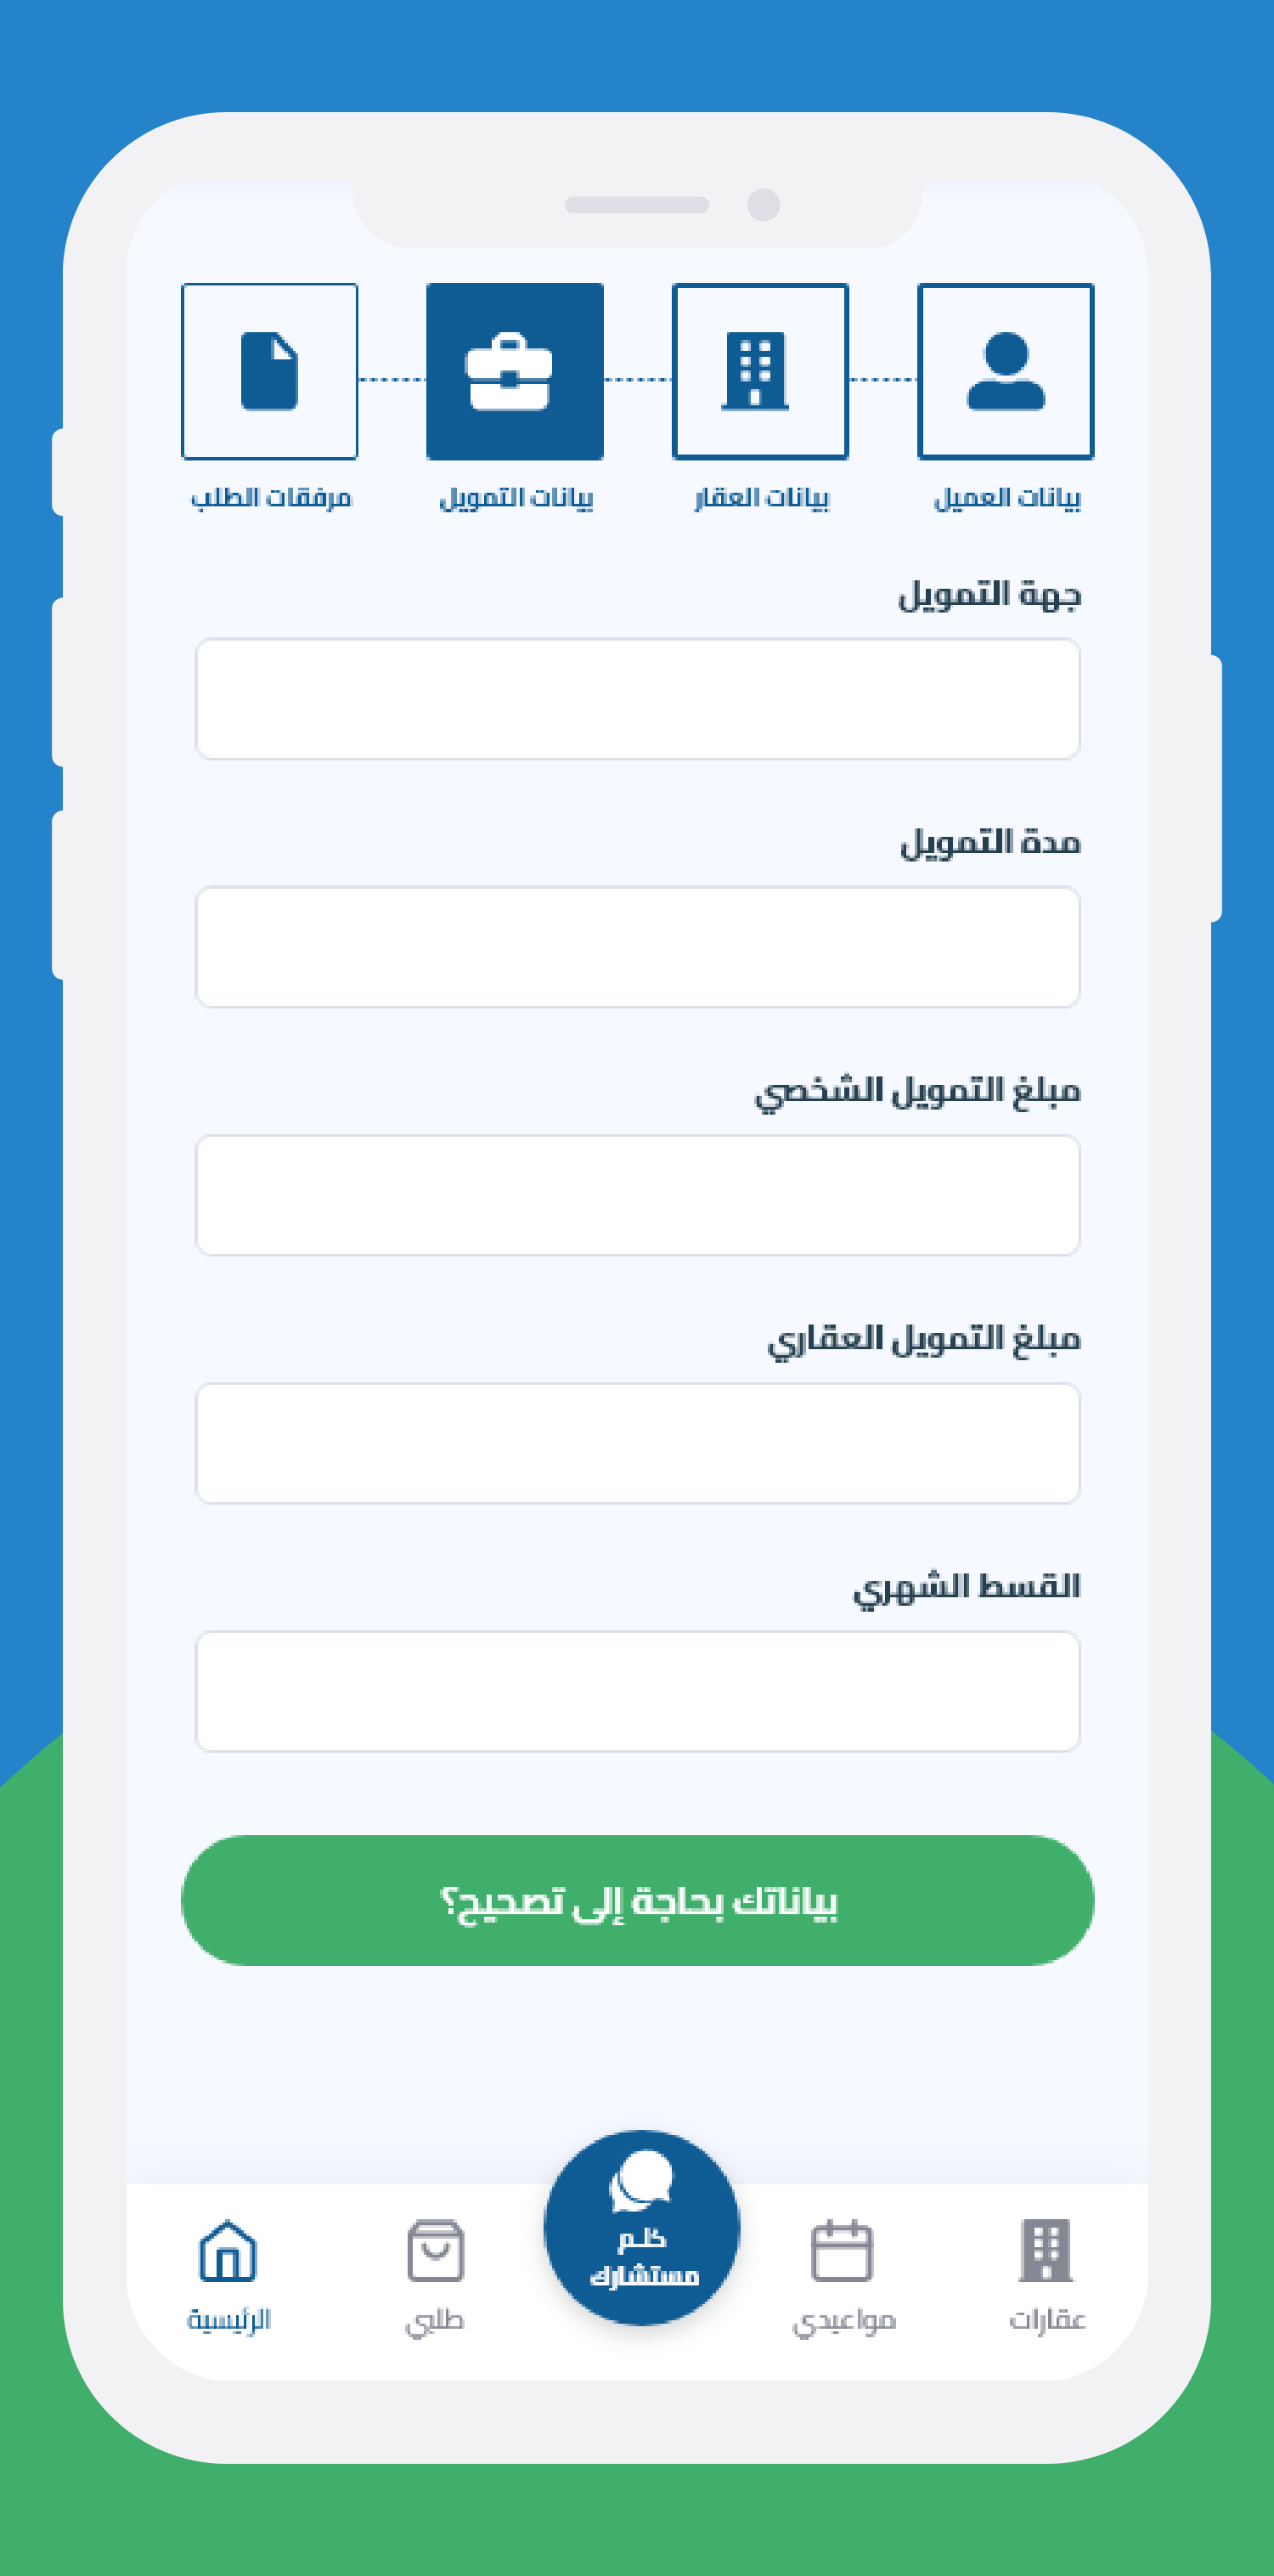 بيانات العميل
بيانات العقار
بيانات التمويل
مرفقات الطلب
جهة التمويل
مدة التمويل
مبلغ التمويل الشخصي
مبلغ التمويل العقاري
القسط الشهري
بياناتك بحاجة إلى تصحيح؟
كلم
مستشارك
عقارات
مواعيدي
طلبي
الرئيسية